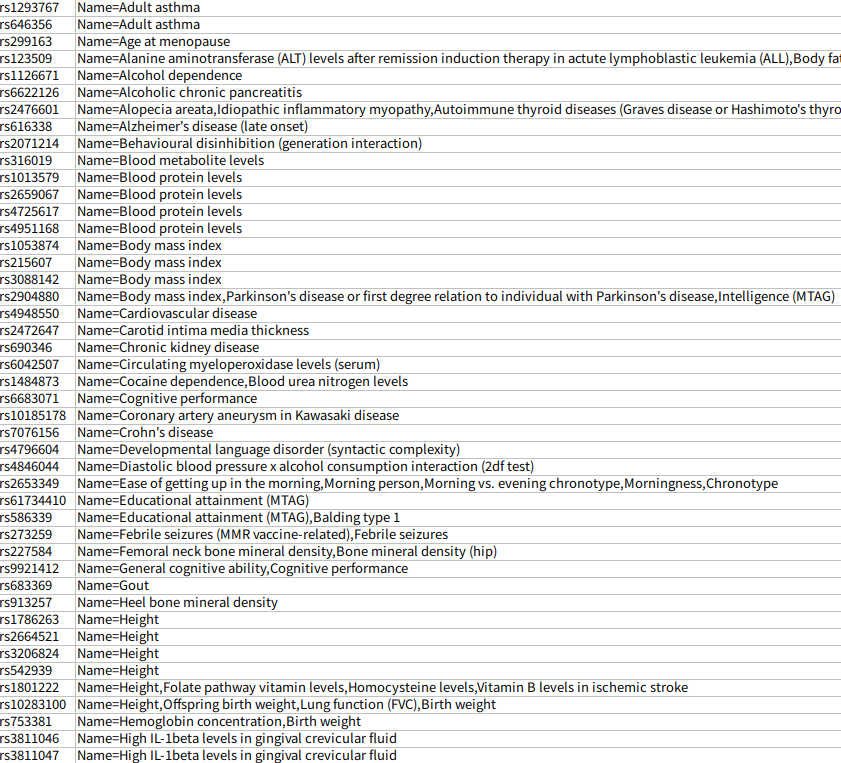 rs1293767 Name=Adult asthma
rs646356 Name=Adult asthma
rs299163 Name=Age at menopause
rs123509 Name=Alanine aminotransferase (ALT) levels after remission induction therapy in actute lymphoblastic leukemia (ALL),Body fat
rs1126671 Name=Alcohol dependence
rs6622126 Name=Alcoholic chronic pancreatitis
rs2476601 Name=Alopecia areata,Idiopathic inflammatory myopathy,Autoimmune thyroid diseases (Graves disease or Hashimoto's thyro
rs616338 Name=Alzheimer's disease (late onset)
rs2071214 Name=Behavioural disinhibition (generation interaction)
rs316019 Name=Blood metabolite levels
rs1013579 Name=Blood protein levels
rs2659067 Name=Blood protein levels
rs4725617 Name=Blood protein levels
rs4951168 Name=Blood protein levels
rs1053874 Name=Body mass index
rs215607 Name=Body mass index
rs3088142 Name=Body mass index
rs2904880 Name=Body mass index,Parkinson's disease or first degree relation to individual with Parkinson's disease,Intelligence (MTAG)
rs4948550 Name=Cardiovascular disease
rs2472647 Name=Carotid intima media thickness
rs690346 Name=Chronic kidney disease
rs6042507 Name=Circulating myeloperoxidase levels (serum)
rs1484873 Name=Cocaine dependence,Blood urea nitrogen levels
rs6683071 Name=Cognitive performance
rs10185178 Name=Coronary artery aneurysm in Kawasaki disease
rs7076156 Name=Crohn's disease
rs4796604 Name=Developmental language disorder (syntactic complexity)
rs4846044 Name=Diastolic blood pressure x alcohol consumption interaction (2df test)
rs2653349 Name=Ease of getting up in the morning,Morning person,Morning vs. evening chronotype,Morningness,Chronotype
rs61734410 Name=Educational attainment (MTAG)
rs586339 Name=Educational attainment (MTAG),Balding type 1
rs273259 Name=Febrile seizures (MMR vaccine-related),Febrile seizures
rs227584 Name=Femoral neck bone mineral density,Bone mineral density (hip)
rs9921412 Name=General cognitive ability,Cognitive performance
rs683369 Name=Gout
rs913257 Name=Heel bone mineral density
rs1786263 Name=Height
rs2664521 Name=Height
rs3206824 Name=Height
rs542939 Name=Height
rs1801222 Name=Height,Folate pathway vitamin levels,Homocysteine levels,Vitamin B levels in ischemic stroke
rs10283100 Name=Height,Offspring birth weight,Lung function (FVC),Birth weight
rs753381 Name=Hemoglobin concentration,Birth weight
rs3811046 Name=High IL-1beta levels in gingival crevicular fluid
rs3811047 Name=High IL-1beta levels in gingival crevicular fluid